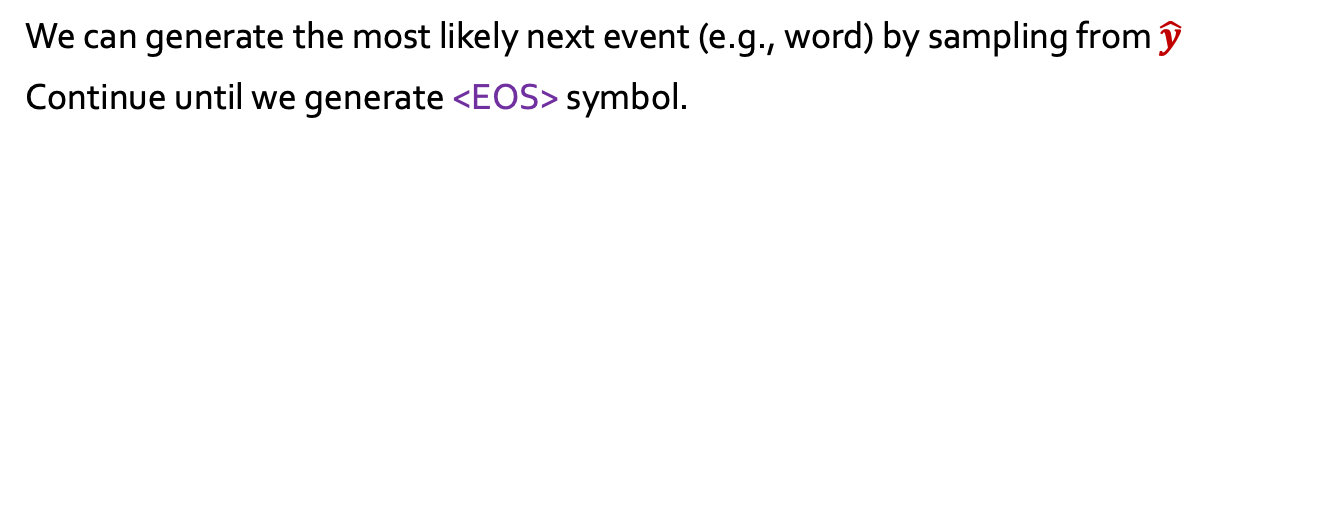 We can generate the most likely next event (e.g., word) by sampling from ŷ
Continue until we generate <EOS> symbol.